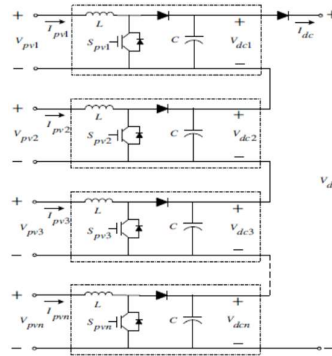 + I_pv1 L + + I_dc +
V_pv1 S_pv1 C V_dc1
− −
+ I_pv2 L +
V_pv2 S_pv2 C V_dc2
− −
+ I_pv3 L + V_d
V_pv3 S_pv3 C V_dc3
− −
+ I_pvn L +
V_pvn S_pvn C V_dcn
− − −